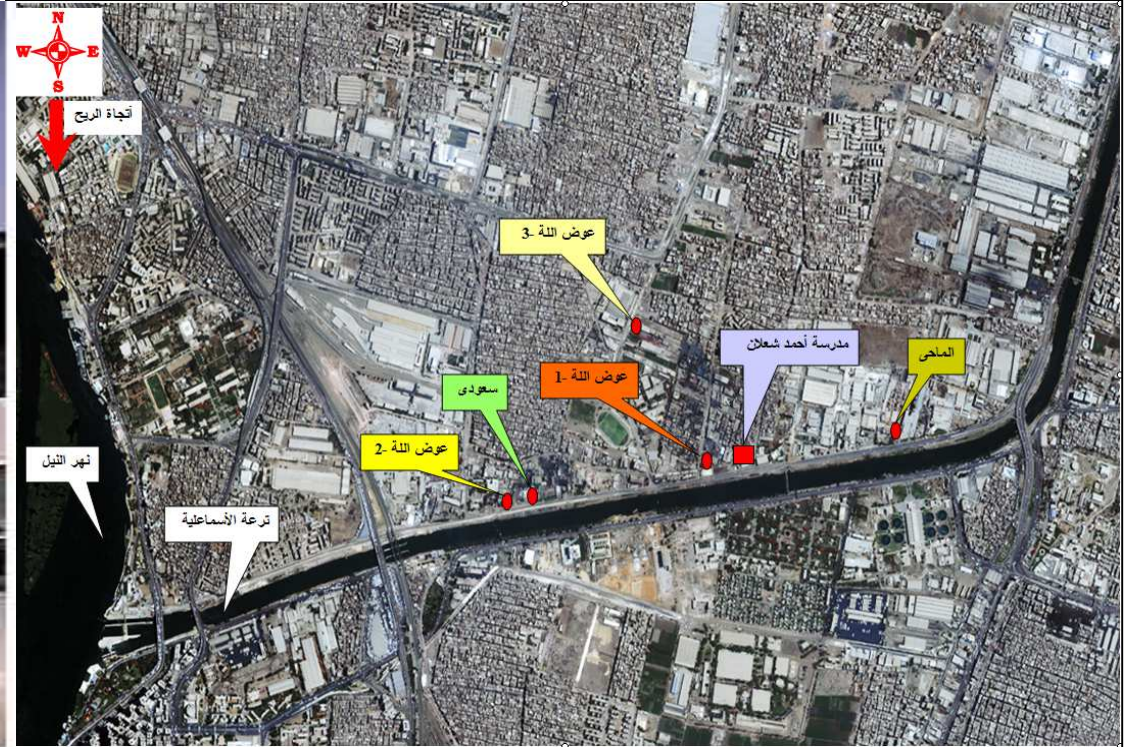 N
W E
S
آتجاة الريح
عوض اللة -3
مدرسة أحمد شعلان
الماحى
عوض اللة -1
سعودى
عوض اللة -2
نهر النيل
ترعة الأسماعلية